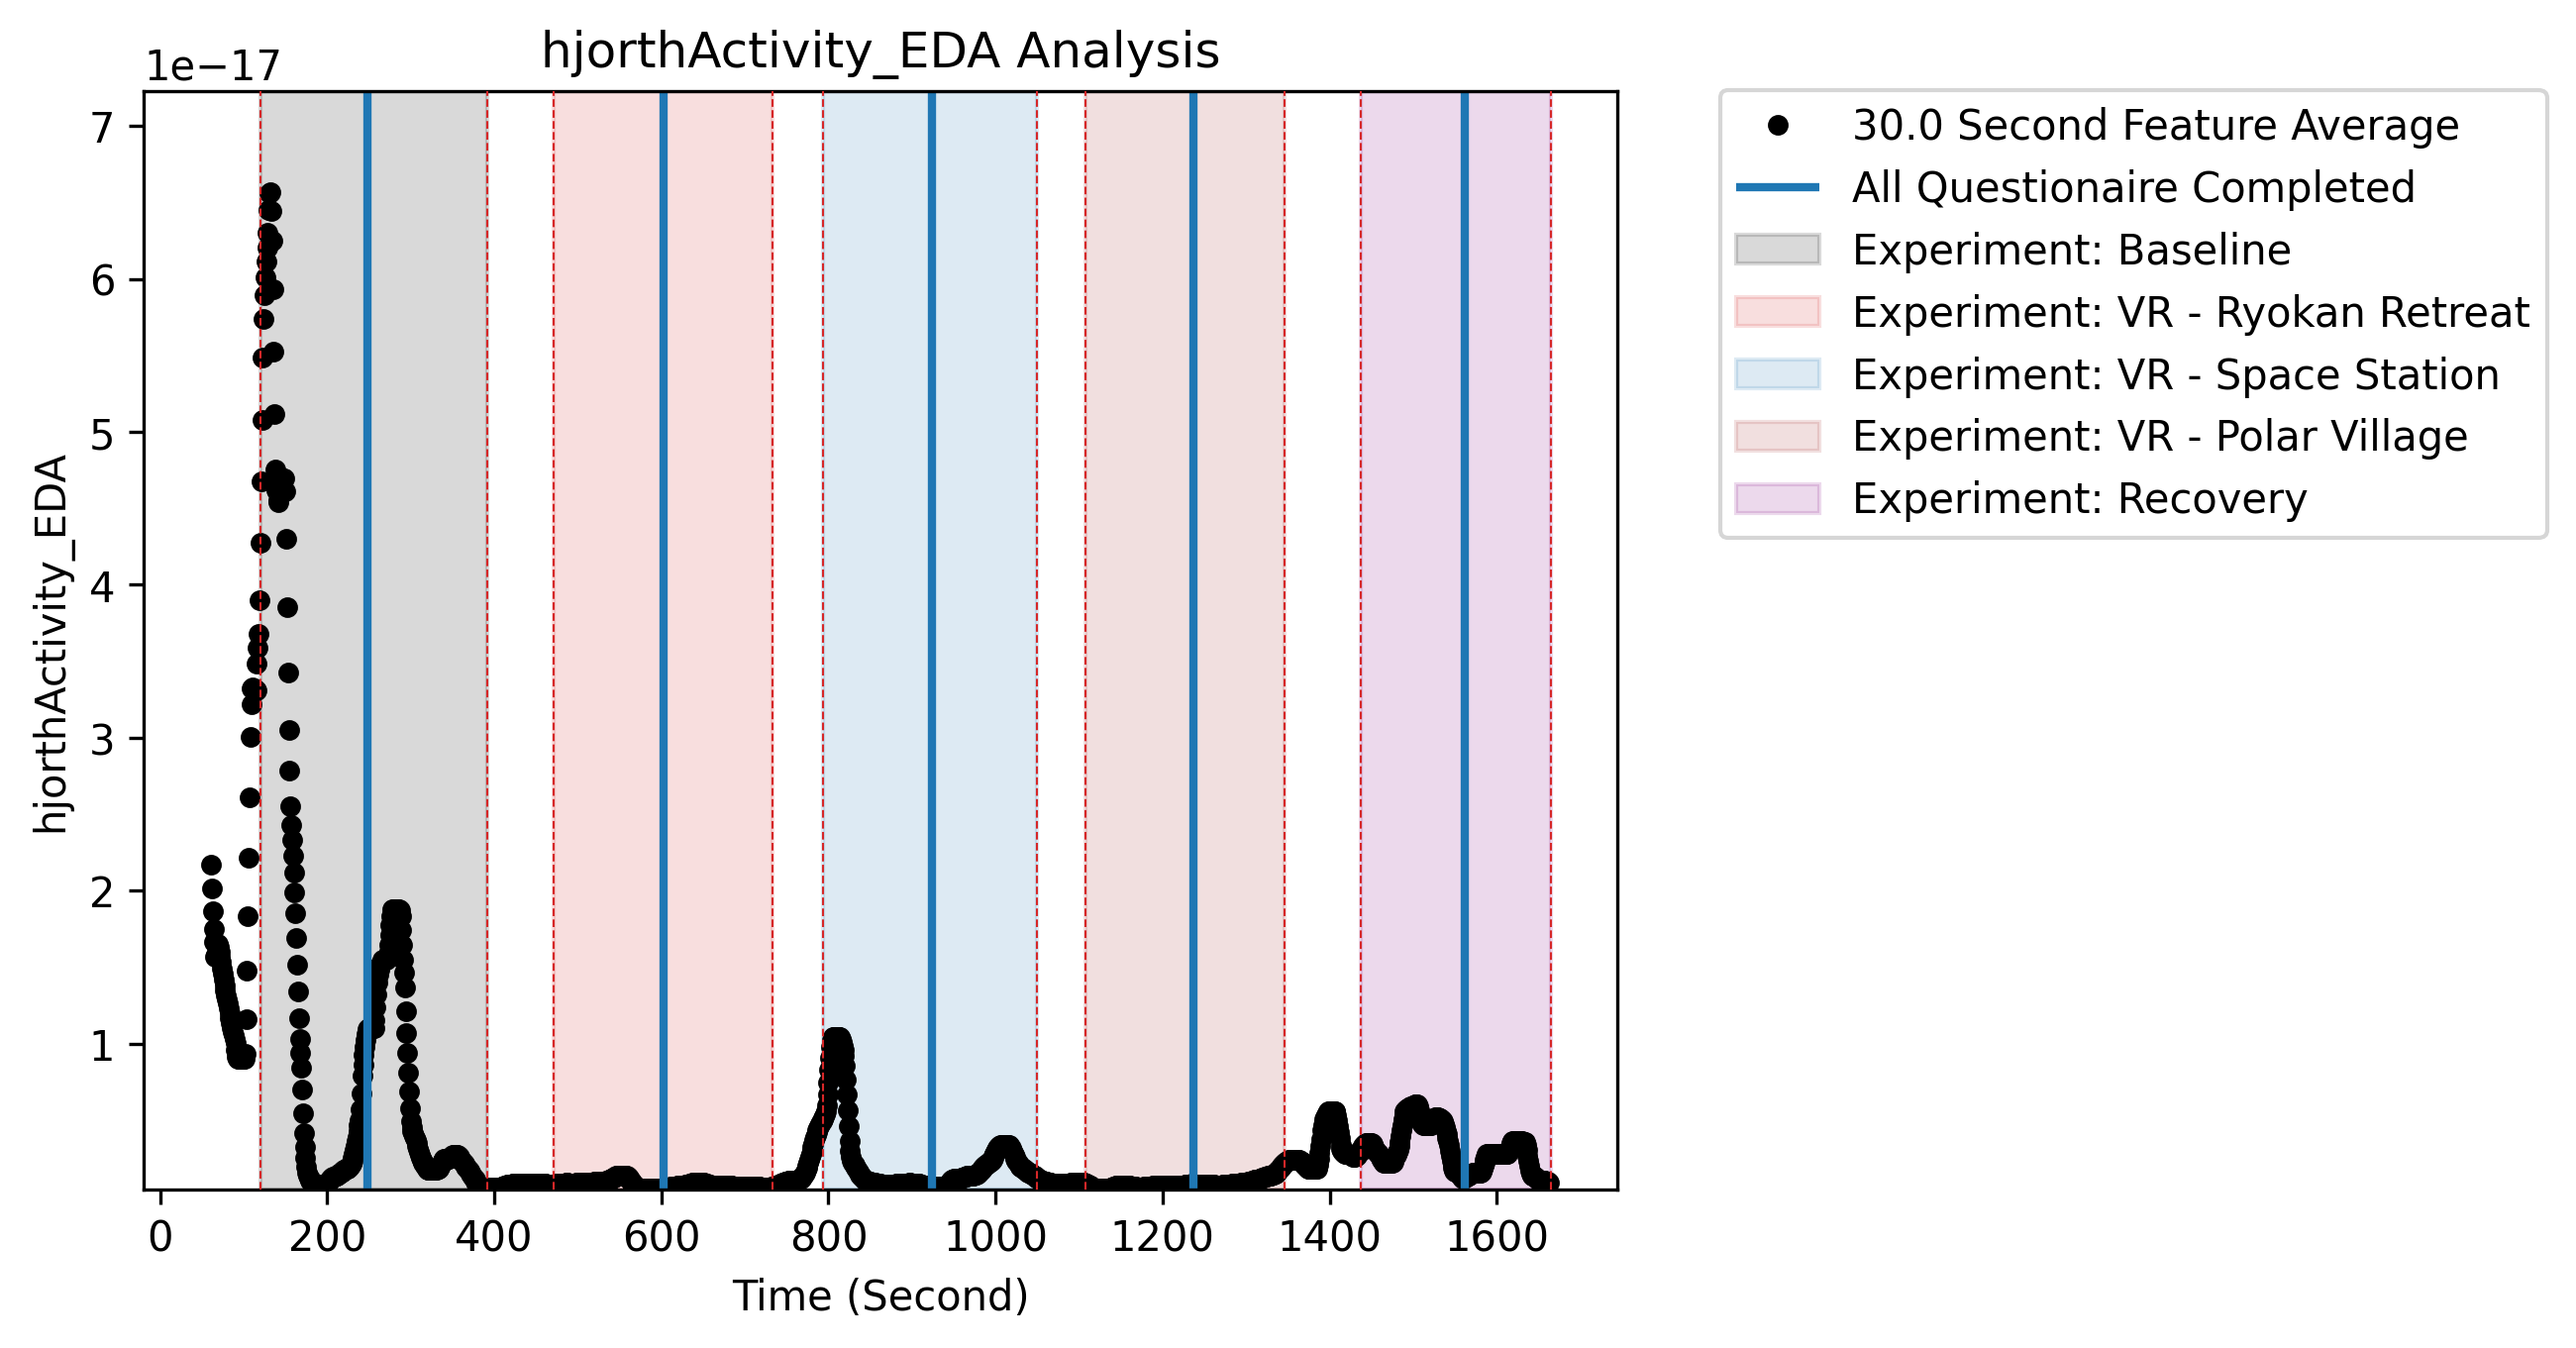 hjorthActivity_EDA Analysis
1e−17
7
6
5
4
3
2
1
hjorthActivity_EDA
0 200 400 600 800 1000 1200 1400 1600
Time (Second)
30.0 Second Feature Average
All Questionaire Completed
Experiment: Baseline
Experiment: VR - Ryokan Retreat
Experiment: VR - Space Station
Experiment: VR - Polar Village
Experiment: Recovery